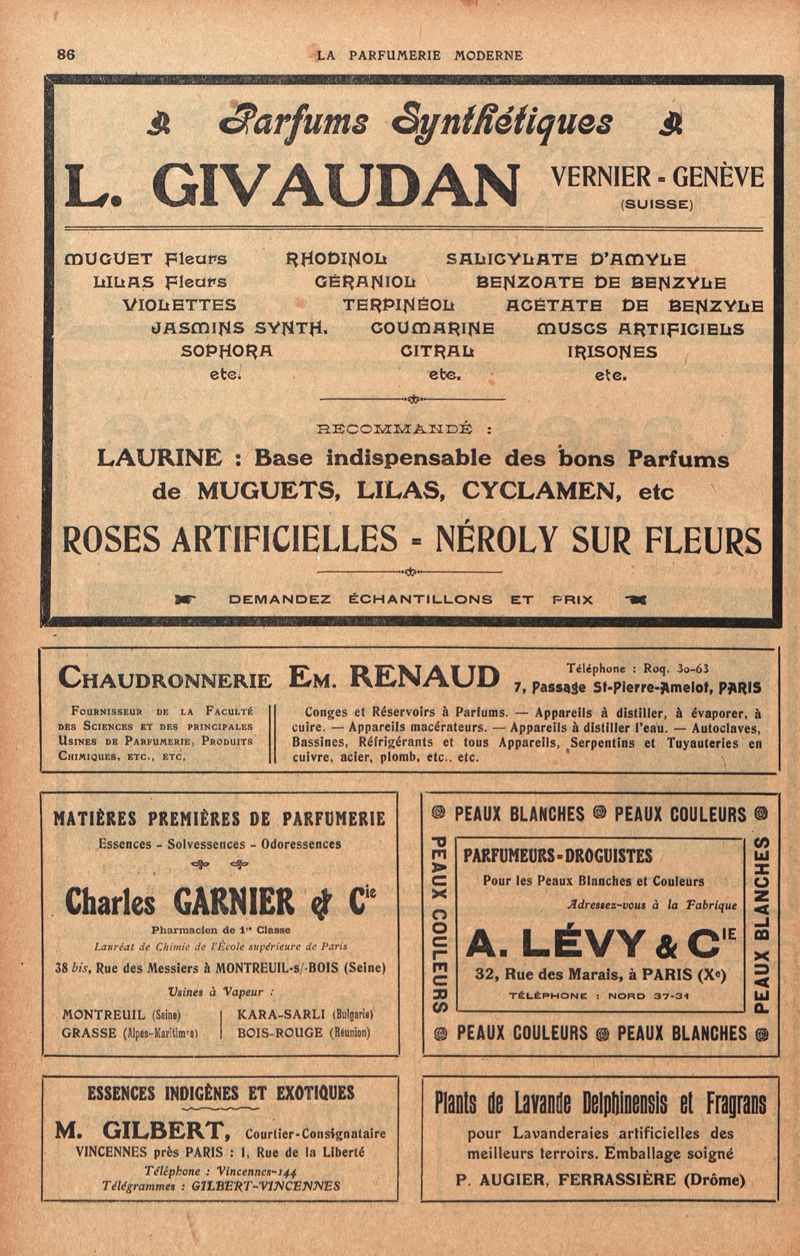 86
LA PARFUMERIE MODERNE
Parfums Synthétiques
L. GIVAUDAN
VERNIER - GENÈVE
(SUISSE)
MUGUET Fleurs
LILAS Fleurs
VIOLETTES
JASMINS SYNTH.
SOPHORA
etc.
RHODINOL
GÉRANIOL
TERPINÉOL
COUMARINE
CITRAL
etc.
SALICYLATE D'AMYLE
BENZOATE DE BENZYLE
ACÉTATE DE BENZYLE
MUSCS ARTIFICIELS
IRISONES
etc.
RECOMMANDÉ :
LAURINE : Base indispensable des bons Parfums
de MUGUETS, LILAS, CYCLAMEN, etc
ROSES ARTIFICIELLES - NÉROLY SUR FLEURS
DEMANDEZ ÉCHANTILLONS ET PRIX
CHAUDRONNERIE EM. RENAUD
Téléphone : Roq. 30-63
7, Passage St-Pierre-Amelot, PARIS
FOURNISSEUR DE LA FACULTÉ
DES SCIENCES ET DES PRINCIPALES
USINES DE PARFUMERIE, PRODUITS
CHIMIQUES, ETC., ETC.
Conges et Réservoirs à Parfums. — Appareils à distiller, à évaporer, à
cuire. — Appareils macérateurs. — Appareils à distiller l'eau. — Autoclaves,
Bassines, Réfrigérants et tous Appareils, Serpentins et Tuyauteries en
cuivre, acier, plomb, etc.. etc.
MATIÈRES PREMIÈRES DE PARFUMERIE
Essences - Solvessences - Odoressences
Charles GARNIER & Cie
Pharmacien de 1re Classe
Lauréat de Chimie de l'École supérieure de Paris
38 bis, Rue des Messiers à MONTREUIL-s/-BOIS (Seine)
Usines à Vapeur :
MONTREUIL (Seine)
GRASSE (Alpes-Maritimes)
KARA-SARLI (Bulgarie)
BOIS-ROUGE (Réunion)
PEAUX BLANCHES PEAUX COULEURS
PEAUX COULEURS
PEAUX BLANCHES
PARFUMEURS-DROGUISTES
Pour les Peaux Blanches et Couleurs
Adressez-vous à la Fabrique
A. LÉVY & CIE
32, Rue des Marais, à PARIS (Xe)
TÉLÉPHONE : NORD 37-31
PEAUX COULEURS PEAUX BLANCHES
ESSENCES INDIGÈNES ET EXOTIQUES
M. GILBERT, Courtier-Consignataire
VINCENNES près PARIS : 1, Rue de la Liberté
Téléphone : Vincennes-144
Télégrammes : GILBERT-VINCENNES
Plants de Lavande Delphinensis et Fragrans
pour Lavanderaies artificielles des
meilleurs terroirs. Emballage soigné
P. AUGIER, FERRASSIÈRE (Drôme)